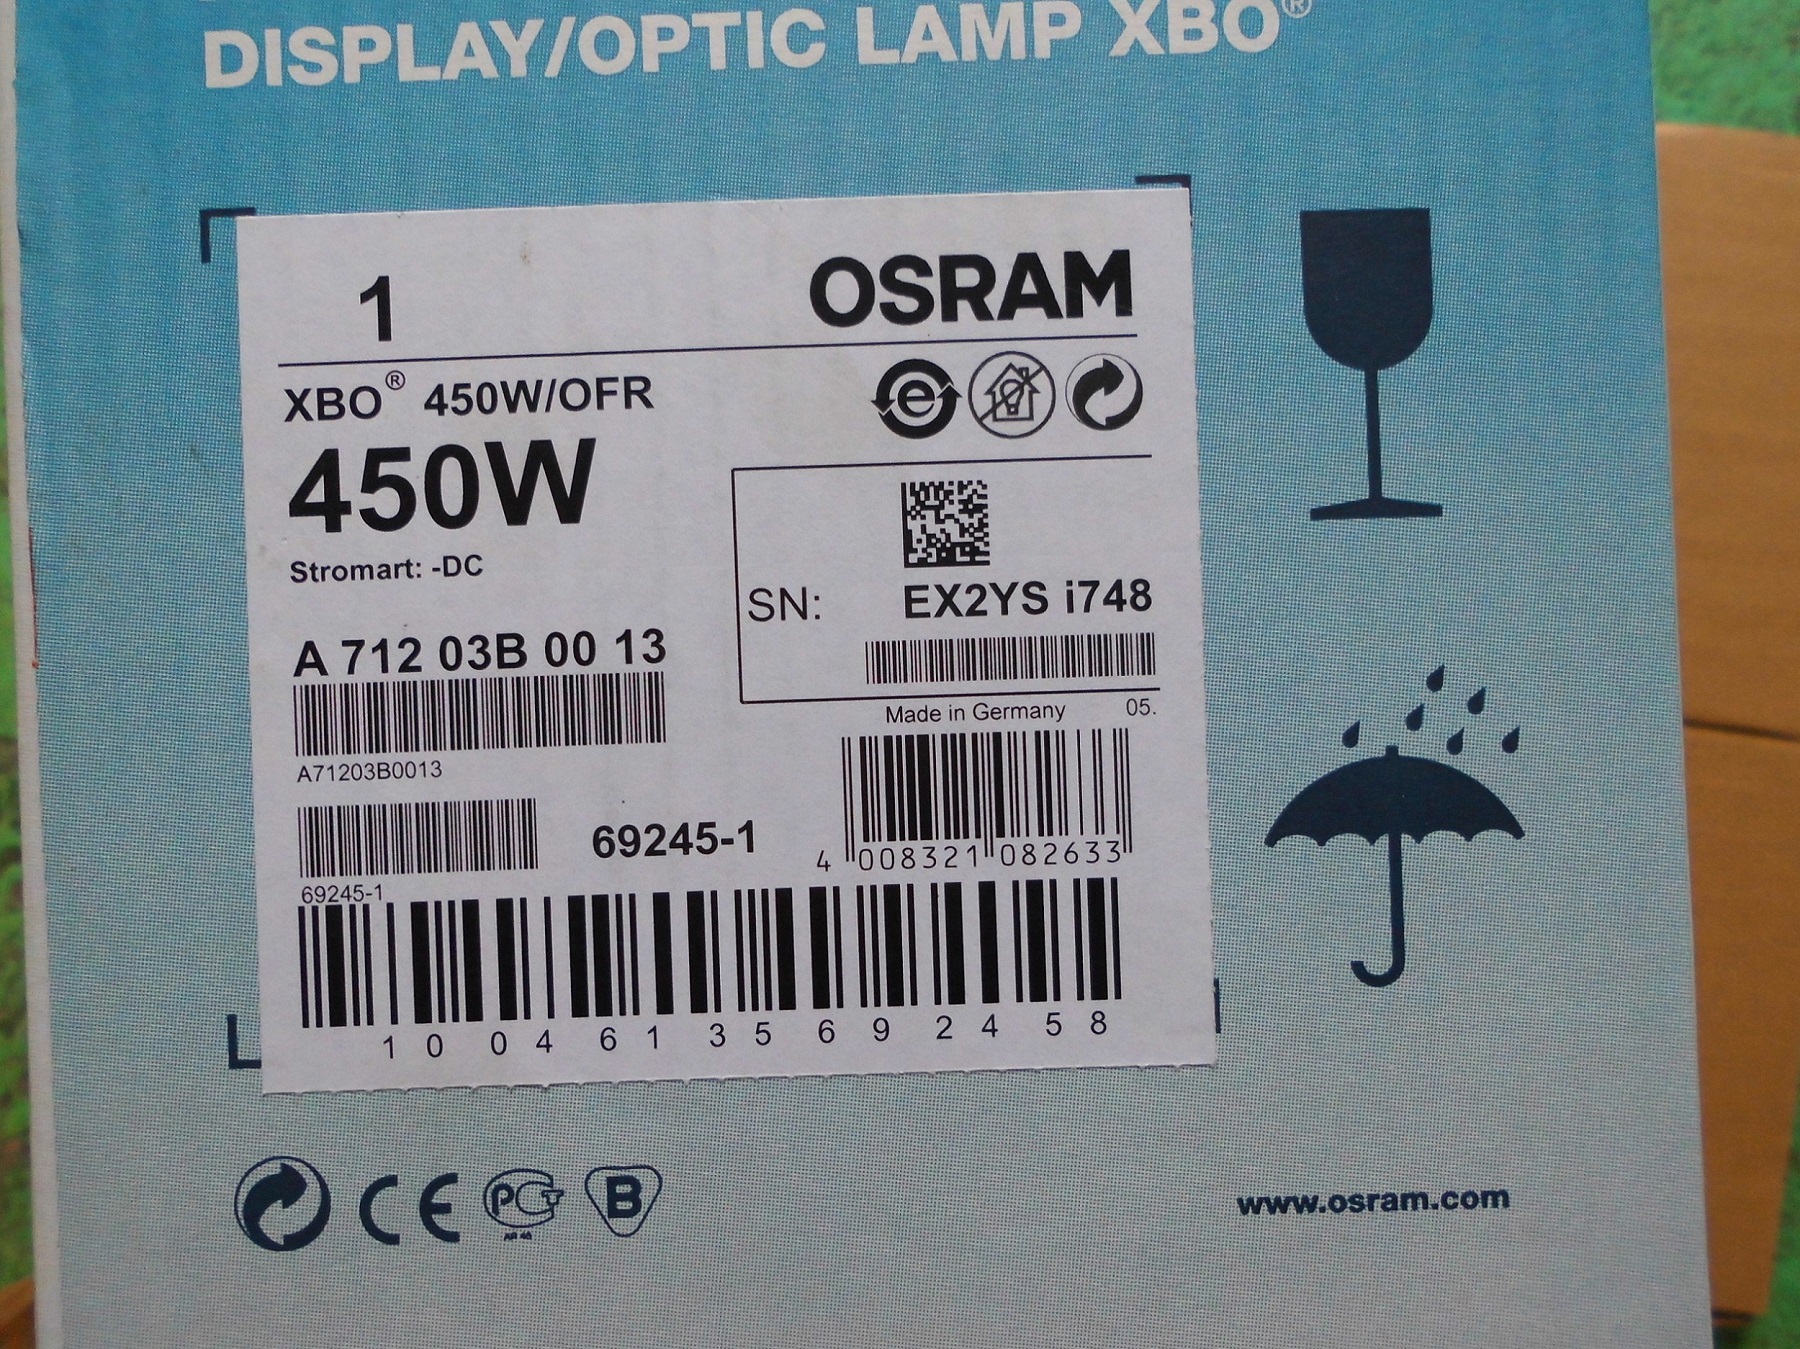 DISPLAY/OPTIC LAMP XBO®
1
OSRAM
XBO® 450W/OFR
450W
Stromart: -DC
SN: EX2YS i748
A 712 03B 00 13
A71203B0013
Made in Germany 05.
69245-1
69245-1
4 008321 082633
1 0 0 4 6 1 3 5 6 9 2 4 5 8
CE
PCT
B
www.osram.com